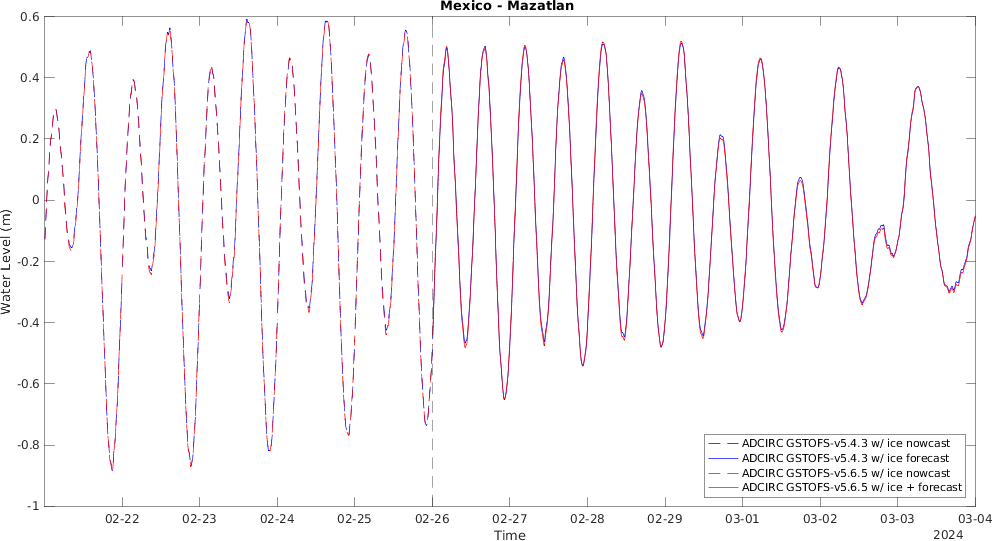 Mexico - Mazatlan
Water Level (m)
0.6
0.4
0.2
0
-0.2
-0.4
-0.6
-0.8
-1
ADCIRC GSTOFS-v5.4.3 w/ ice nowcast
ADCIRC GSTOFS-v5.4.3 w/ ice forecast
ADCIRC GSTOFS-v5.6.5 w/ ice nowcast
ADCIRC GSTOFS-v5.6.5 w/ ice + forecast
02-22 02-23 02-24 02-25 02-26 02-27 02-28 02-29 03-01 03-02 03-03 03-04
Time
2024